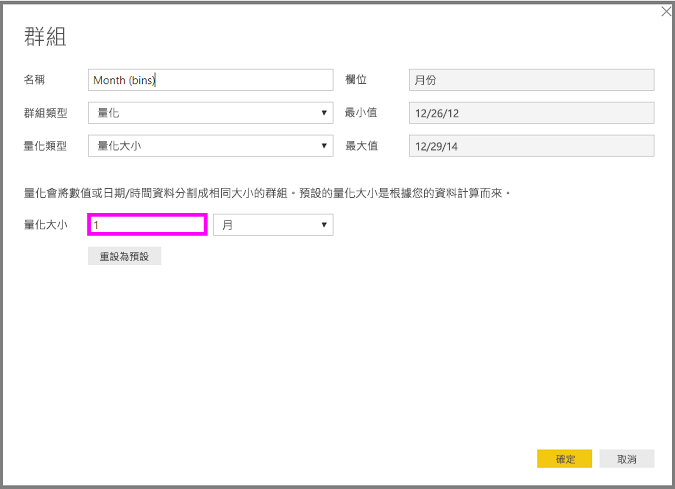 群組
名稱 Month (bins) 欄位 月份
群組類型 量化 最小值 12/26/12
量化類型 量化大小 最大值 12/29/14
量化會將數值或日期/時間資料分割成相同大小的群組。預設的量化大小是根據您的資料計算而來。
量化大小 1 月
重設為預設
確定 取消